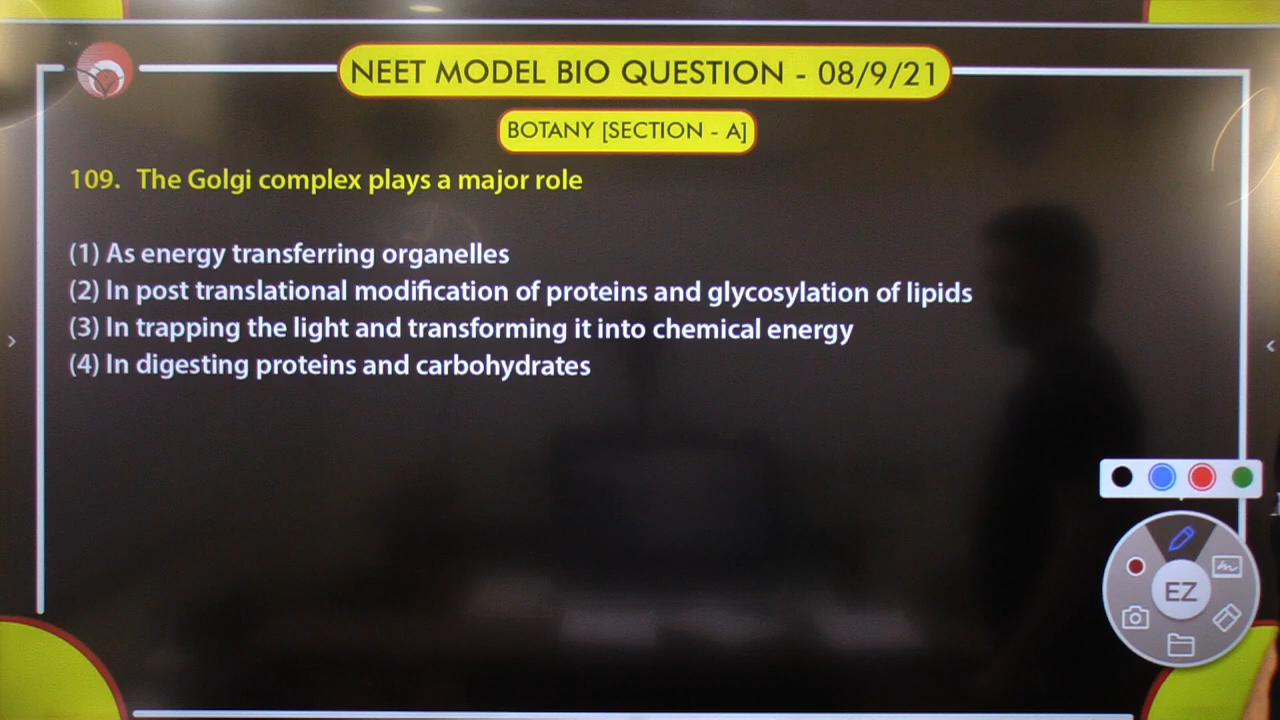 NEET MODEL BIO QUESTION - 08/9/21
BOTANY [SECTION - A]
109. The Golgi complex plays a major role
(1) As energy transferring organelles
(2) In post translational modification of proteins and glycosylation of lipids
(3) In trapping the light and transforming it into chemical energy
(4) In digesting proteins and carbohydrates
EZ